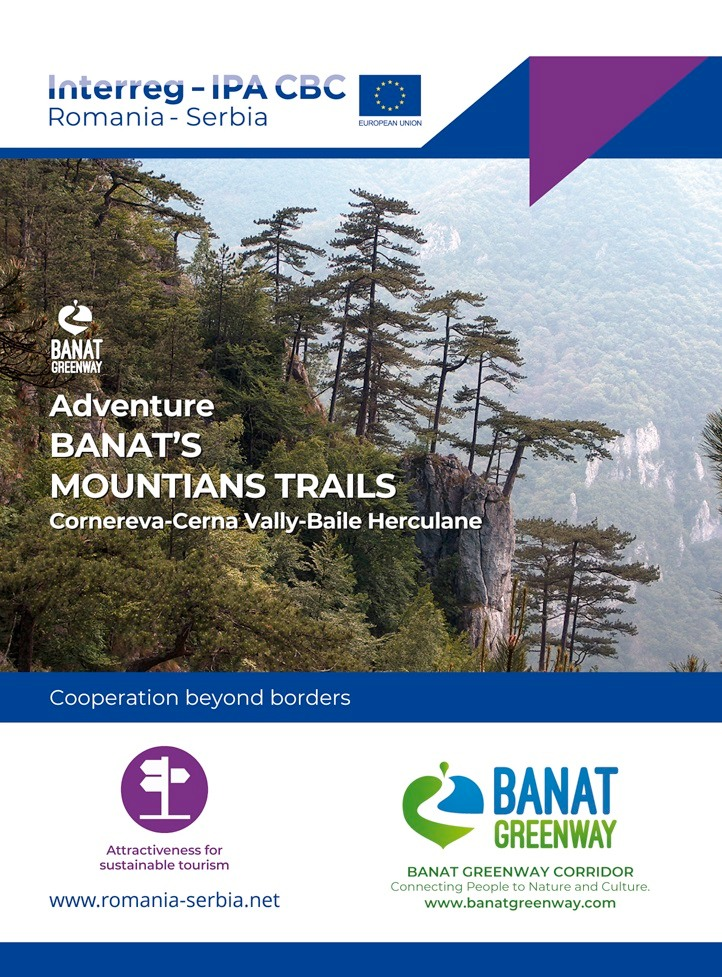 Interreg - IPA CBC
Romania - Serbia
EUROPEAN UNION
BANAT
GREENWAY
Adventure
BANAT'S
MOUNTIANS TRAILS
Cornereva-Cerna Vally-Baile Herculane
Cooperation beyond borders
Attractiveness for
sustainable tourism
www.romania-serbia.net
BANAT
GREENWAY
BANAT GREENWAY CORRIDOR
Connecting People to Nature and Culture.
www.banatgreenway.com